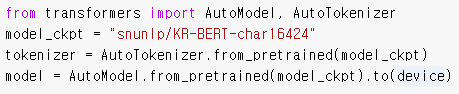 from transformers import AutoModel, AutoTokenizer
model_ckpt = "snunlp/KR-BERT-char16424"
tokenizer = AutoTokenizer.from_pretrained(model_ckpt)
model = AutoModel.from_pretrained(model_ckpt).to(device)